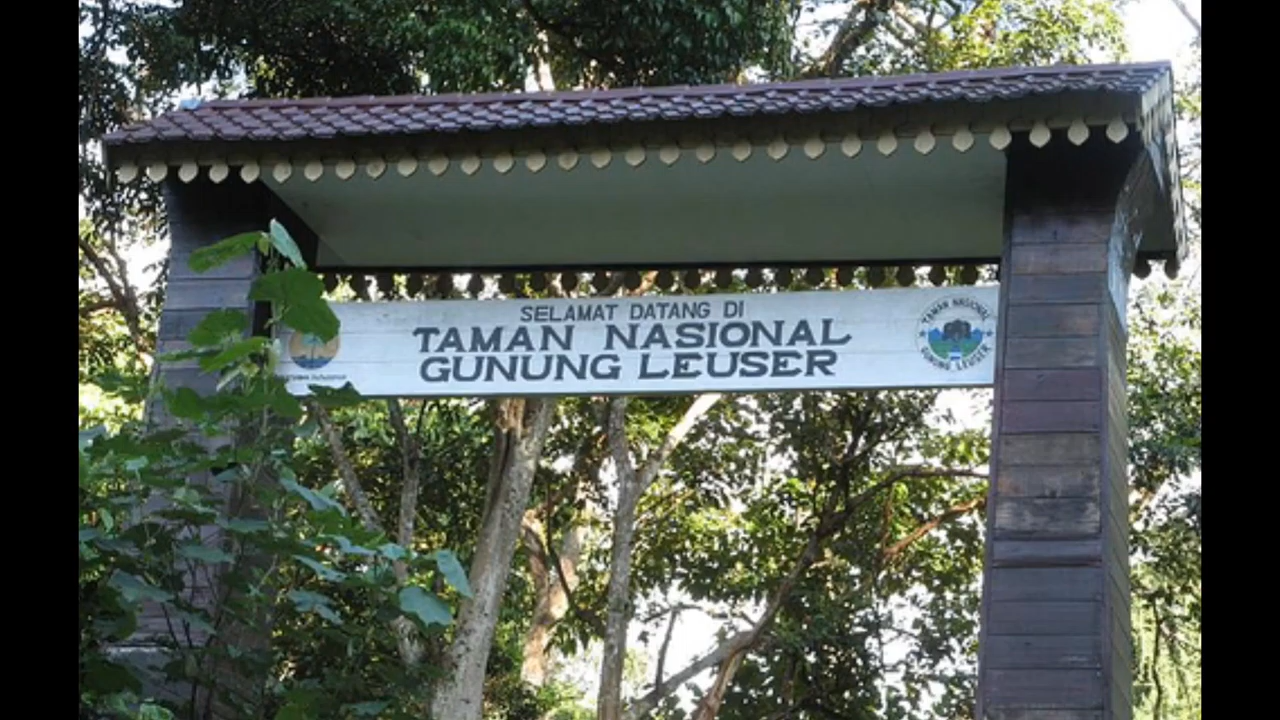 SELAMAT DATANG DI
TAMAN NASIONAL
GUNUNG LEUSER
TAMAN NASIONAL
GUNUNG LEUSER